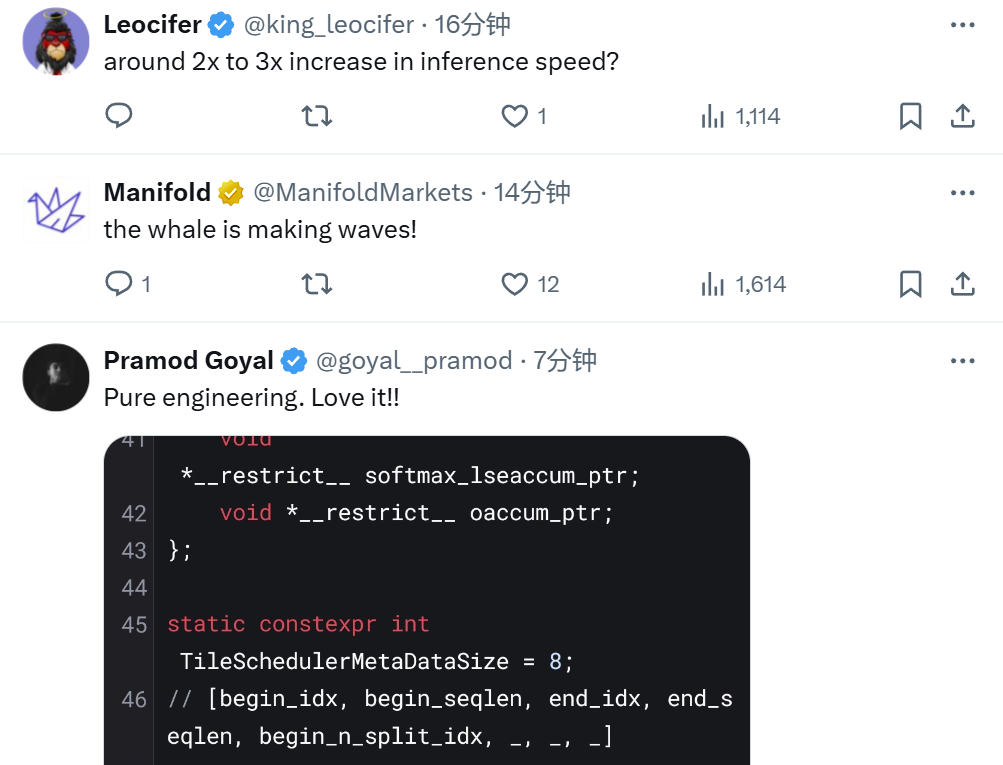 Leocifer @king_leocifer · 16分钟
around 2x to 3x increase in inference speed?
1 1,114
Manifold @ManifoldMarkets · 14分钟
the whale is making waves!
1 12 1,614
Pramod Goyal @goyal__pramod · 7分钟
Pure engineering. Love it!!
41 void
*__restrict__ softmax_lseaccum_ptr;
42 void *__restrict__ oaccum_ptr;
43 };
44
45 static constexpr int
TileSchedulerMetaDataSize = 8;
46 // [begin_idx, begin_seqlen, end_idx, end_s
eqlen, begin_n_split_idx, _, _, _]